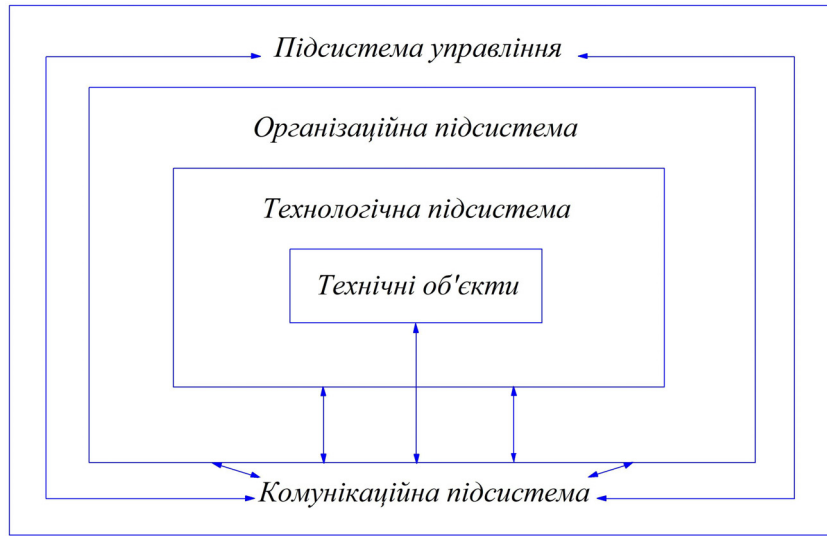 Підсистема управління
Організаційна підсистема
Технологічна підсистема
Технічні об'єкти
Комунікаційна підсистема